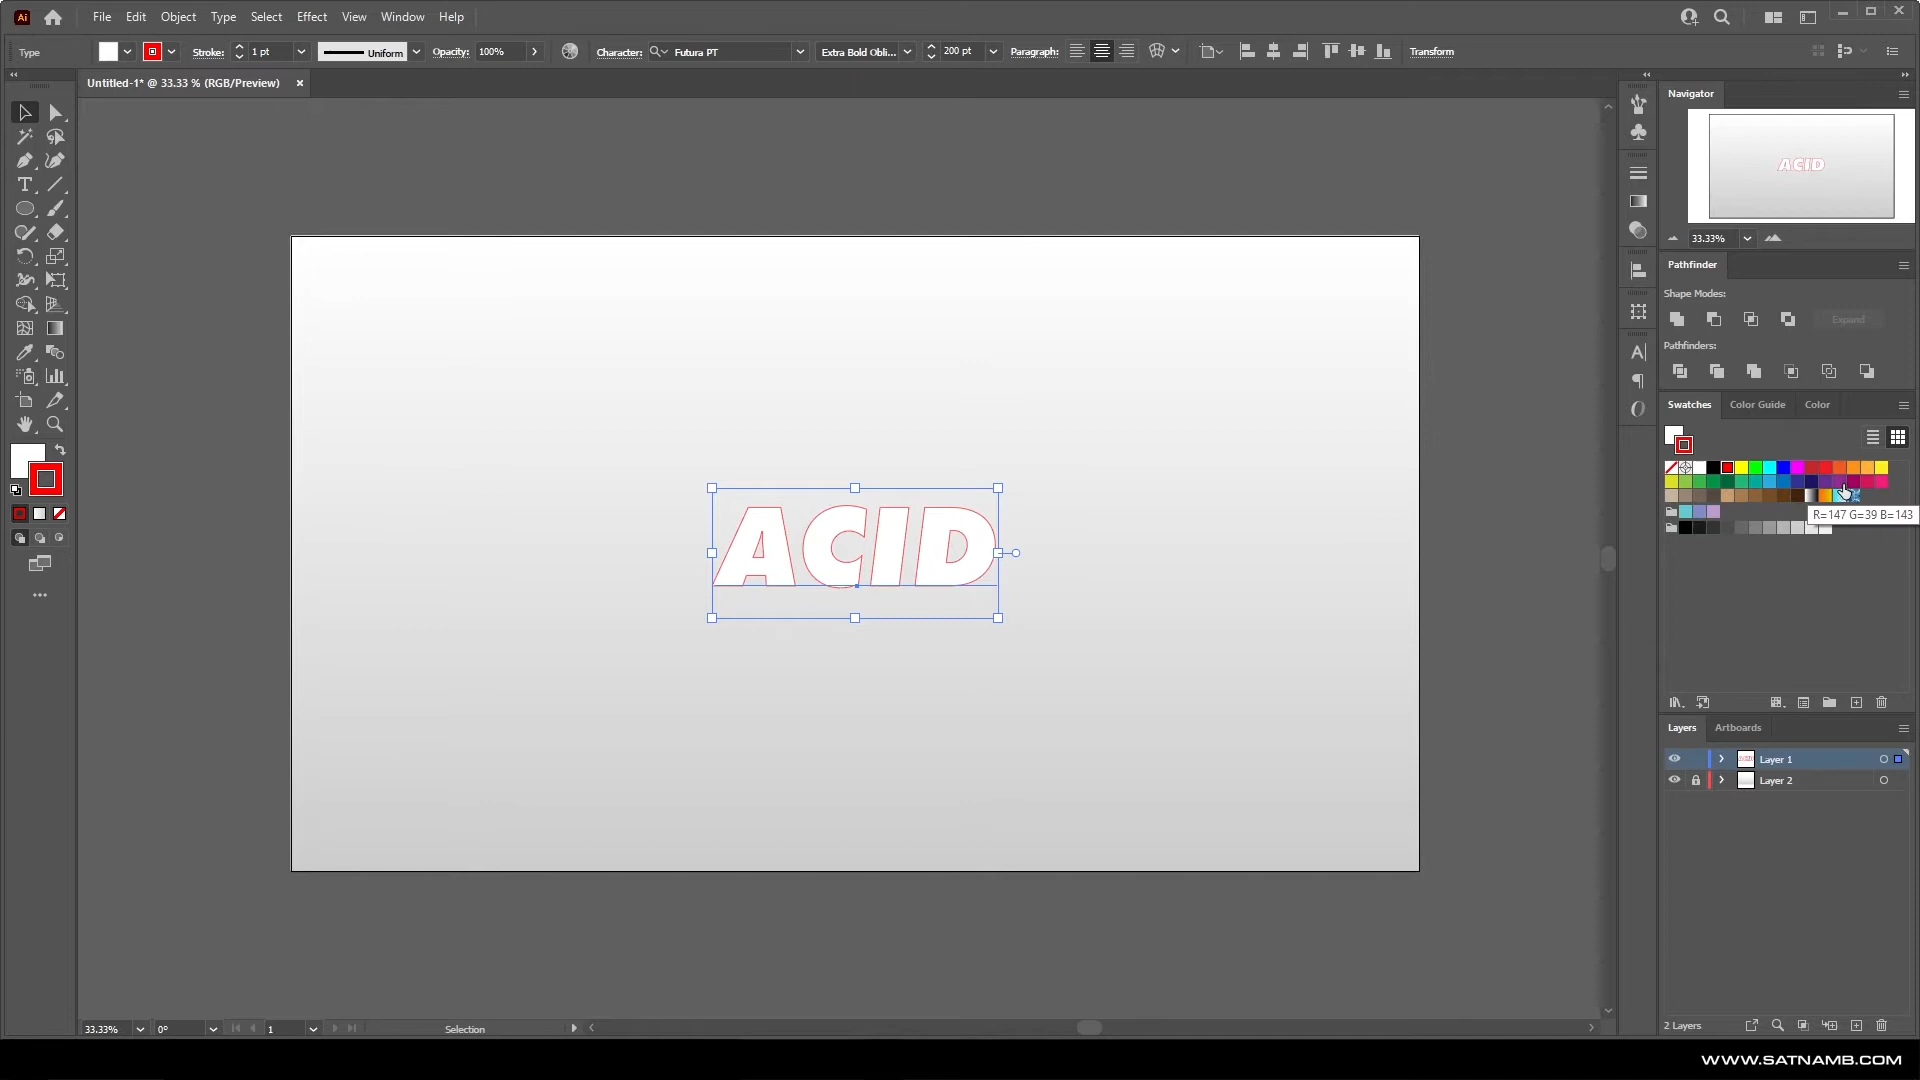 Ai File Edit Object Type Select Effect View Window Help
Type Stroke: 1 pt Uniform Opacity: 100% Character: Futura PT Extra Bold Obli... 200 pt Paragraph: Transform
Untitled-1* @ 33.33 % (RGB/Preview)
Navigator
ACID
33.33%
Pathfinder
Shape Modes:
Expand
Pathfinders:
Swatches Color Guide Color
R=147 G=39 B=143
ACID
Layers Artboards
Layer 1
Layer 2
33.33% 0° 1 Selection
2 Layers
WWW.SATNAMB.COM